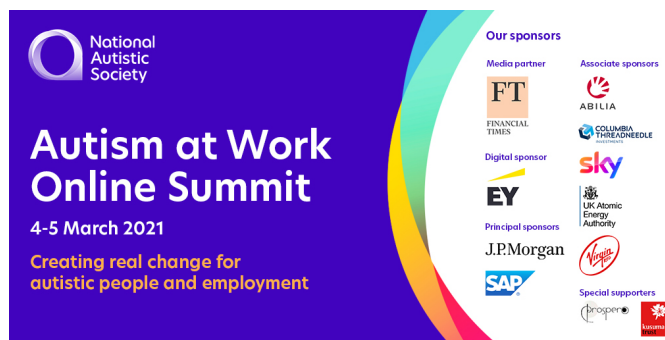 National
Autistic
Society
Autism at Work
Online Summit
4-5 March 2021
Creating real change for
autistic people and employment
Our sponsors
Media partner
FT
FINANCIAL
TIMES
Digital sponsor
EY
Principal sponsors
J.P.Morgan
SAP
Associate sponsors
ABILIA
COLUMBIA
THREADNEEDLE
INVESTMENTS
sky
UK Atomic
Energy
Authority
Virgin
Special supporters
prospero
kusuma
trust